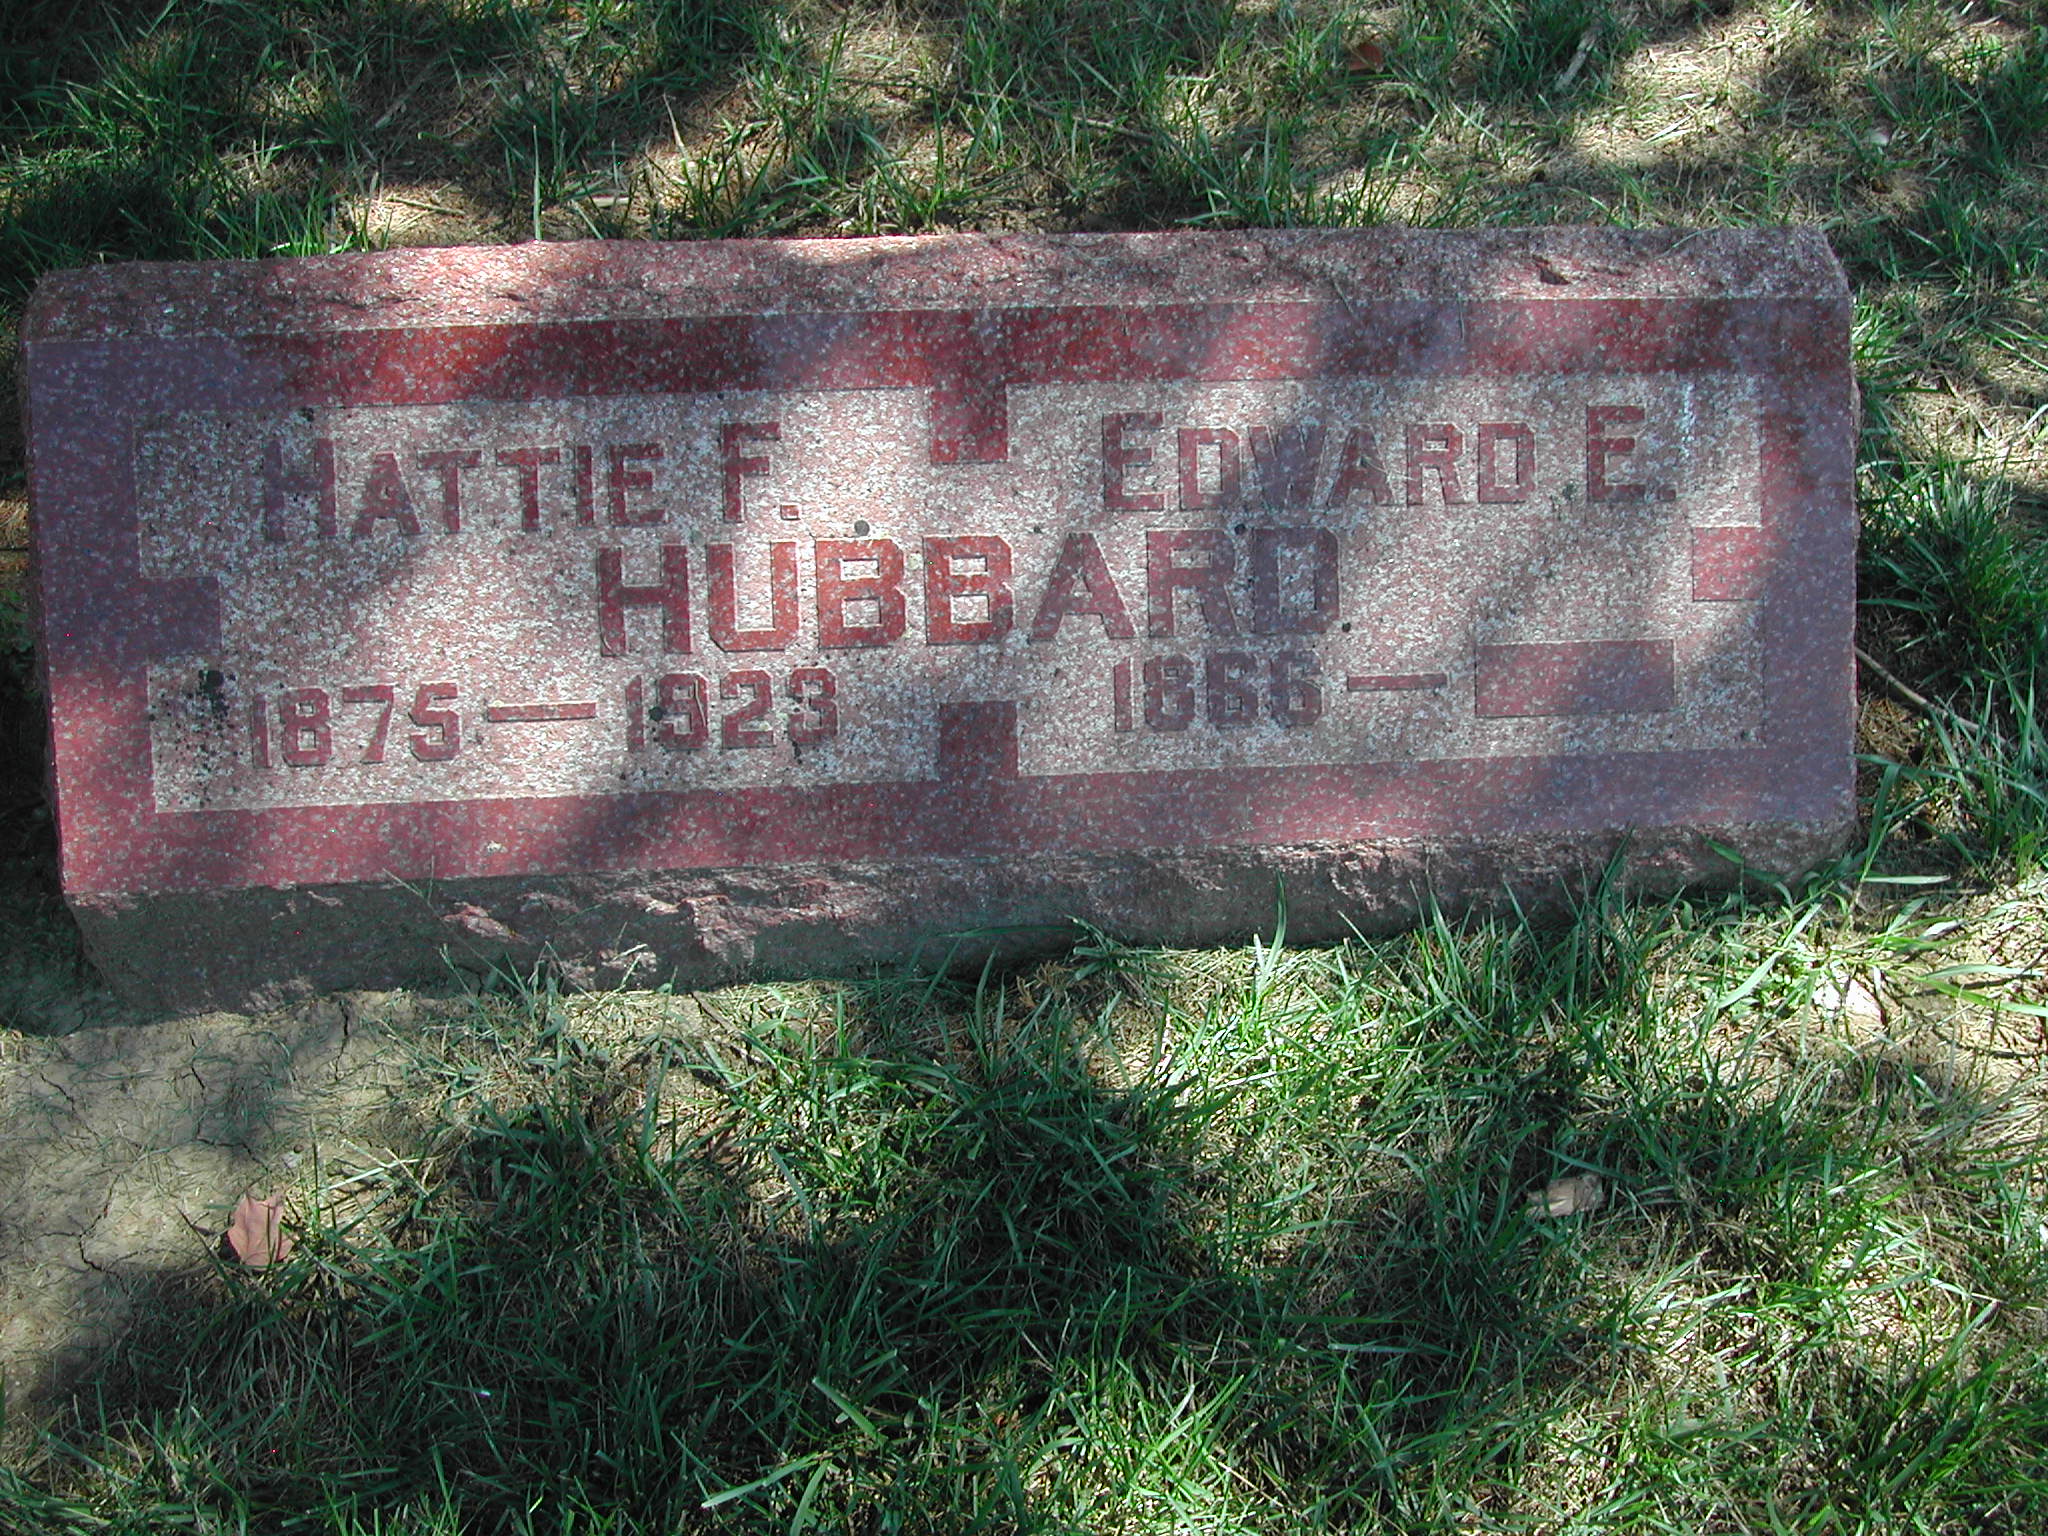 HATTIE F. EDWARD E.
HUBBARD
1875—1923 1866—